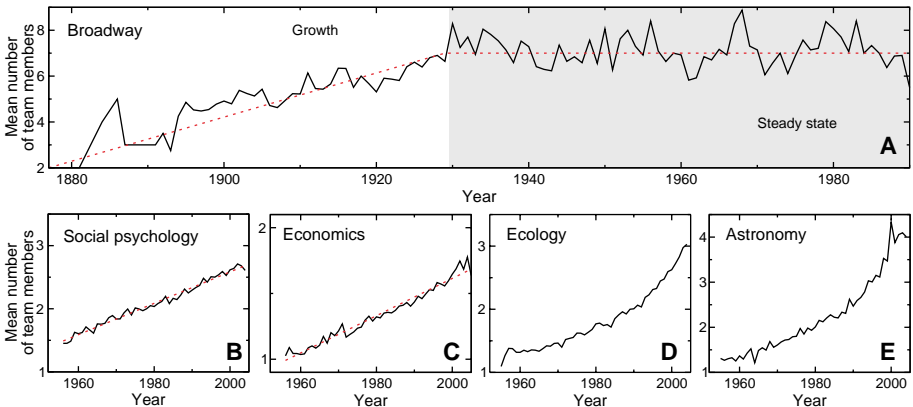 Broadway
Growth
Steady state
A
Mean number
of team members
8
6
4
2
1880
1900
1920
1940
1960
1980
Year
Social psychology
B
Mean number
of team members
3
2
1
1960
1980
2000
Year
Economics
C
2
1
1960
1980
2000
Year
Ecology
D
3
2
1
1960
1980
2000
Year
Astronomy
E
4
3
2
1
1960
1980
2000
Year